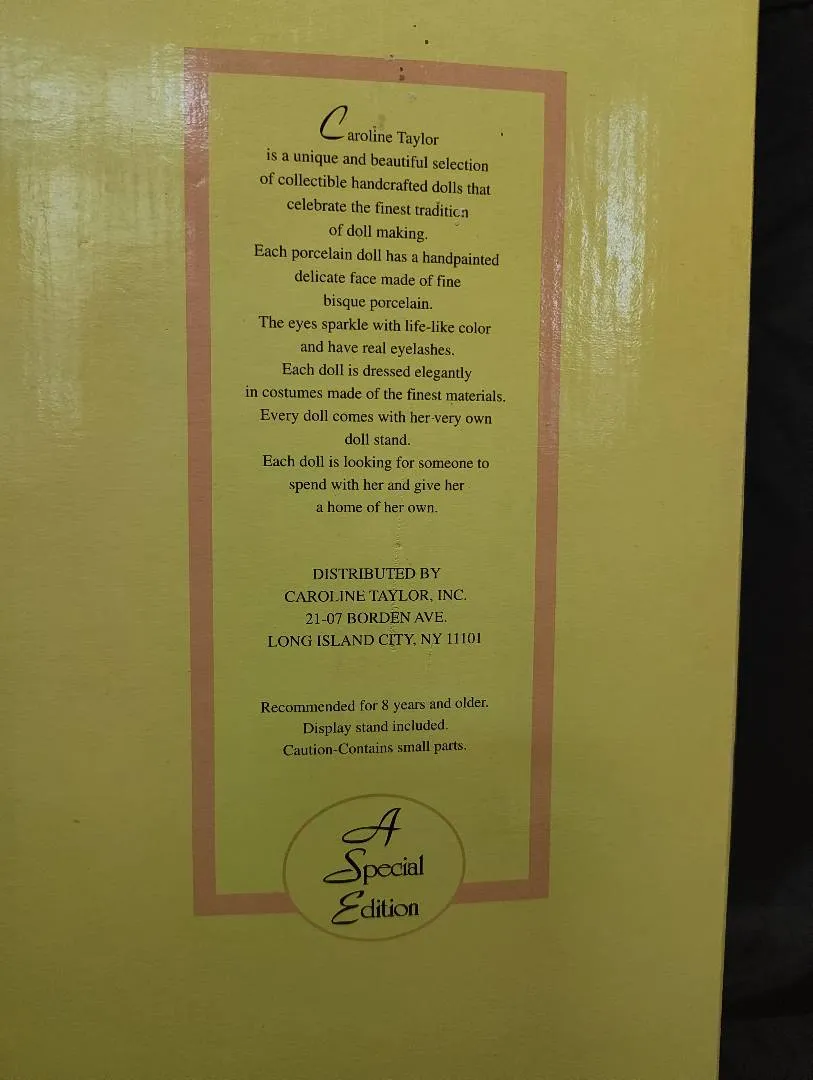 Caroline Taylor
is a unique and beautiful selection
of collectible handcrafted dolls that
celebrate the finest tradition
of doll making.
Each porcelain doll has a handpainted
delicate face made of fine
bisque porcelain.
The eyes sparkle with life-like color
and have real eyelashes.
Each doll is dressed elegantly
in costumes made of the finest materials.
Every doll comes with her very own
doll stand.
Each doll is looking for someone to
spend with her and give her
a home of her own.
DISTRIBUTED BY
CAROLINE TAYLOR, INC.
21-07 BORDEN AVE.
LONG ISLAND CITY, NY 11101
Recommended for 8 years and older.
Display stand included.
Caution-Contains small parts.
A
Special
Edition